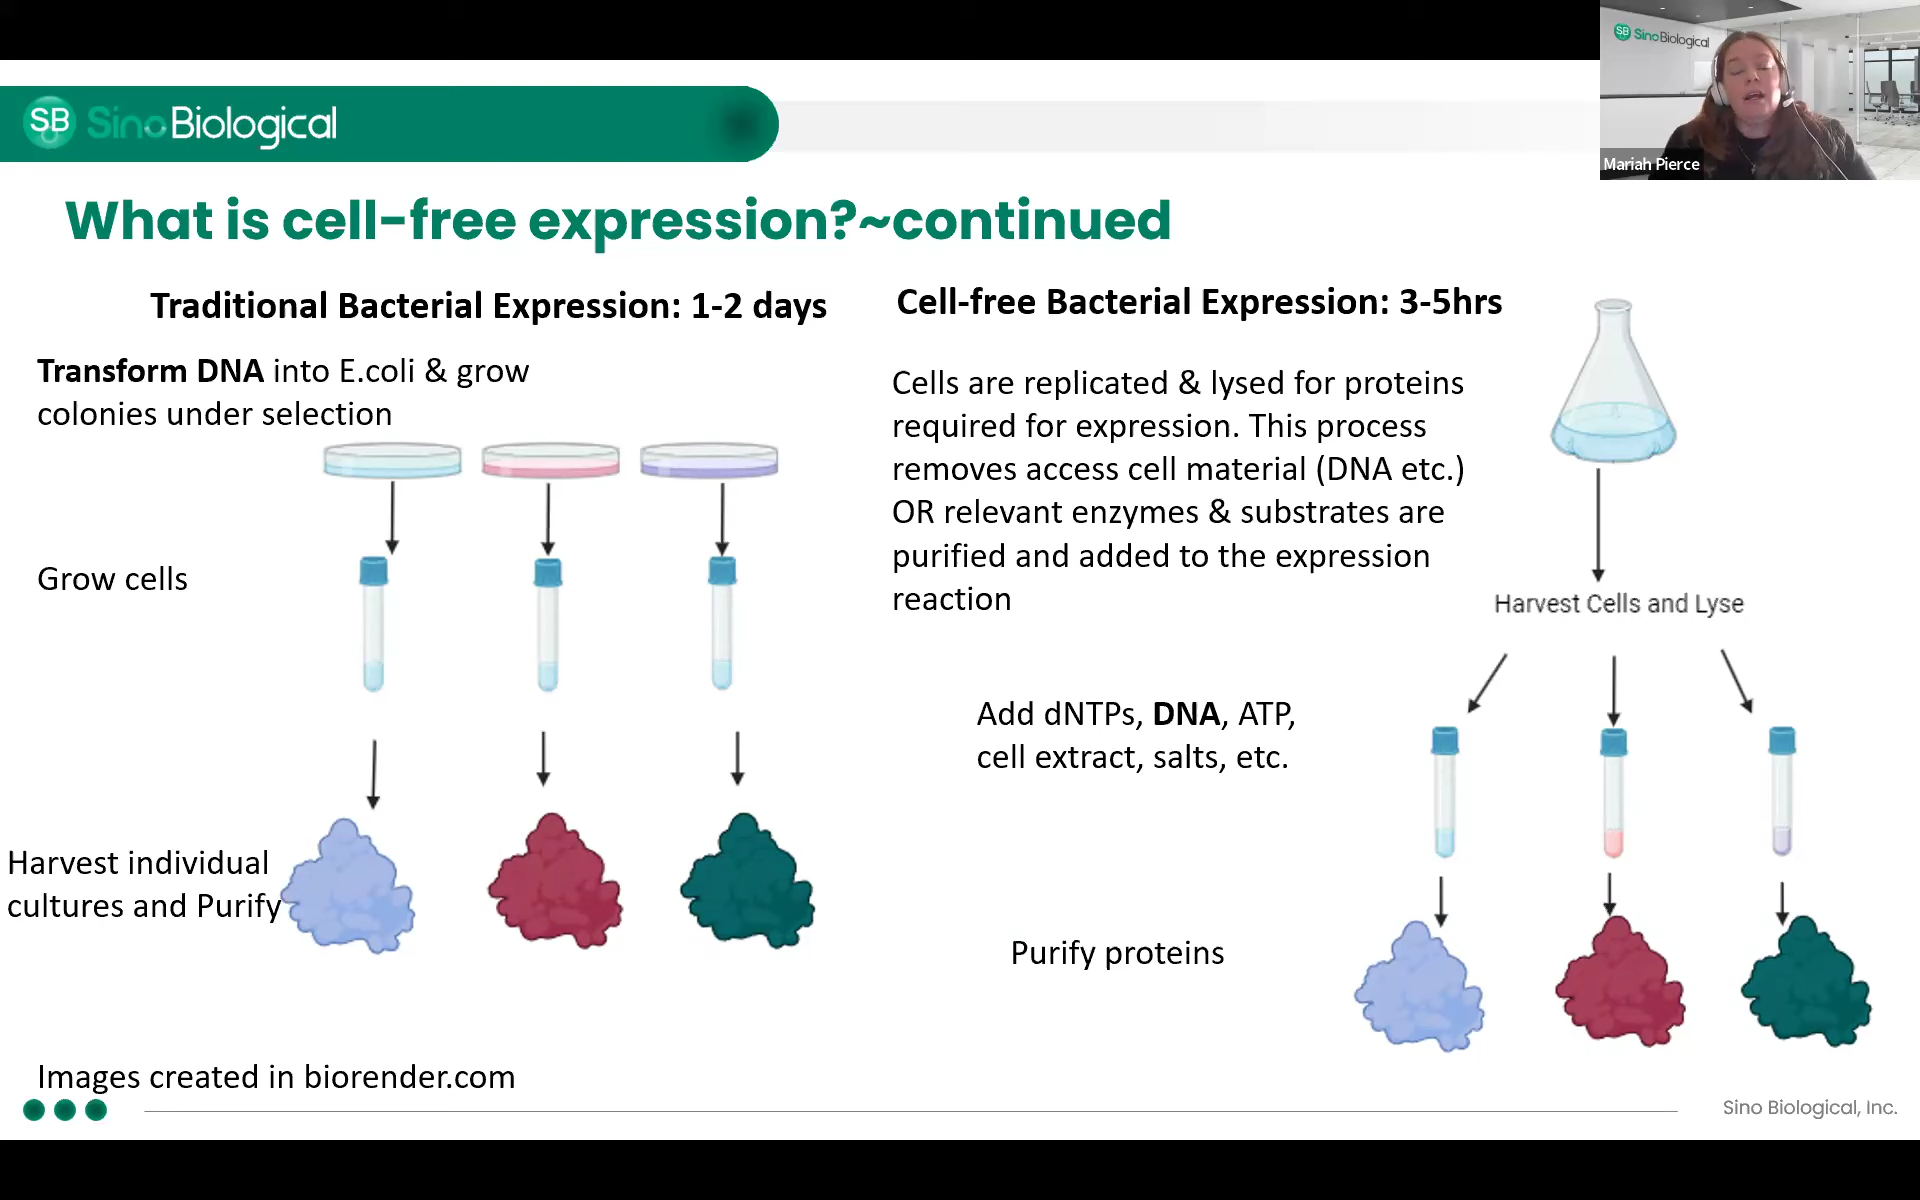 SB SinoBiological
SB SinoBiological
Mariah Pierce
What is cell-free expression?~continued
Traditional Bacterial Expression: 1-2 days
Transform DNA into E.coli & grow
colonies under selection
Grow cells
Harvest individual
cultures and Purify
Cell-free Bacterial Expression: 3-5hrs
Cells are replicated & lysed for proteins
required for expression. This process
removes access cell material (DNA etc.)
OR relevant enzymes & substrates are
purified and added to the expression
reaction
Harvest Cells and Lyse
Add dNTPs, DNA, ATP,
cell extract, salts, etc.
Purify proteins
Images created in biorender.com
Sino Biological, Inc.